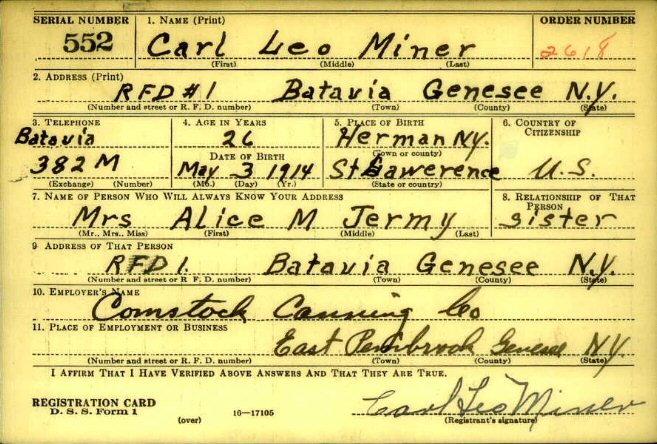 SERIAL NUMBER 1. NAME (Print) ORDER NUMBER
552 Carl Leo Miner 2618
(First) (Middle) (Last)
2. ADDRESS (Print)
RFD #1 Batavia Genesee N.Y.
(Number and street or R. F. D. number) (Town) (County) (State)
3. TELEPHONE 4. AGE IN YEARS 5. PLACE OF BIRTH 6. COUNTRY OF CITIZENSHIP
Batavia 26 Herman N.Y.
DATE OF BIRTH (Town or county)
382 M May 3 1914 St Lawerence U.S.
(Exchange) (Number) (Mo.) (Day) (Yr.) (State or county)
7. NAME OF PERSON WHO WILL ALWAYS KNOW YOUR ADDRESS 8. RELATIONSHIP OF THAT PERSON
Mrs Alice M Jermy sister
(Mr., Mrs., Miss) (First) (Middle) (Last)
9. ADDRESS OF THAT PERSON
RFD 1. Batavia Genesee N.Y.
(Number and street or R. F. D. number) (Town) (County) (State)
10. EMPLOYER'S NAME
Comstock Canning Co
11. PLACE OF EMPLOYMENT OR BUSINESS
East Pembrook Genesee N.Y.
(Number and street or R. F. D. number) (Town) (County) (State)
I AFFIRM THAT I HAVE VERIFIED ABOVE ANSWERS AND THAT THEY ARE TRUE.
REGISTRATION CARD
D. S. S. Form 1 (over) 16—17105 Carl Leo Miner
(Registrant's signature)